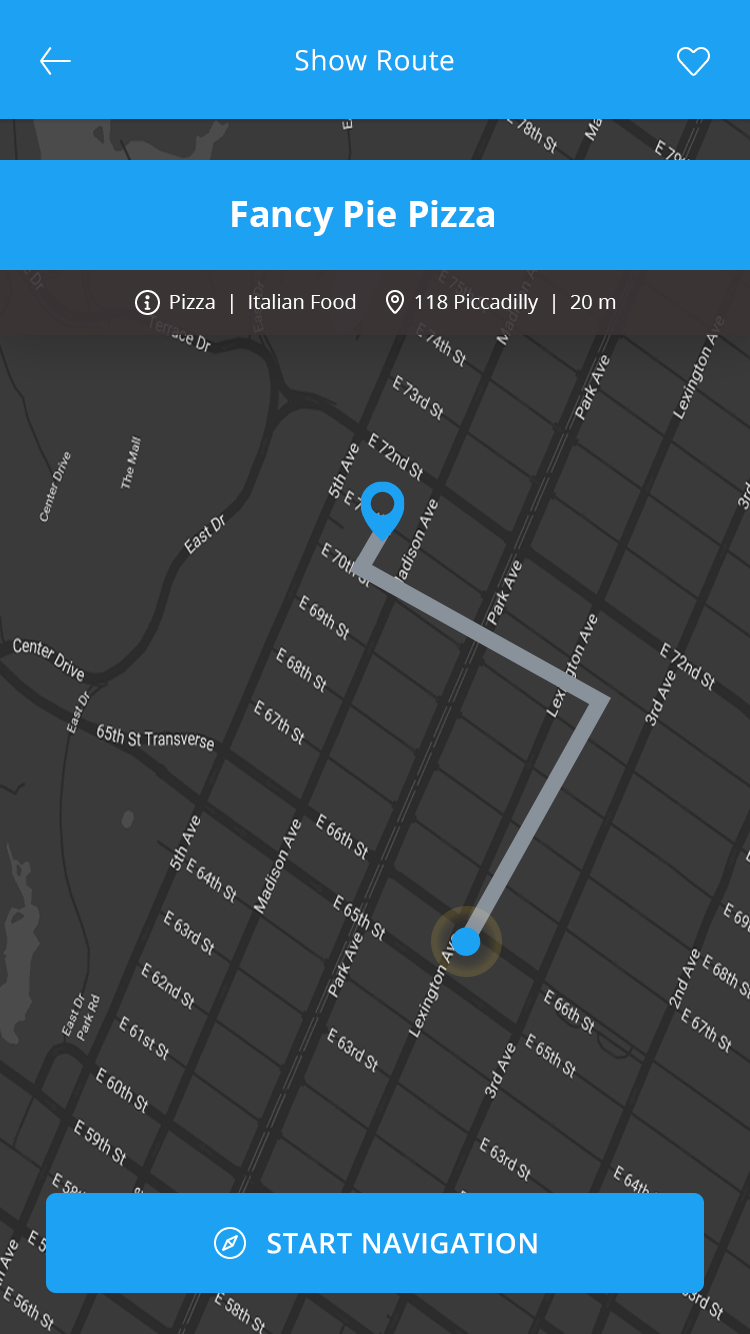 Show Route
E 78th St
Fancy Pie Pizza
Pizza | Italian Food
118 Piccadilly | 20 m
Terrace Dr
E 74th St
Park Ave
Lexington Ave
E 73rd St
E 72nd St
5th Ave
The Mall
Center Drive
East Dr
Madison Ave
E 70th St
Park Ave
E 69th St
Lexington Ave
E 72nd St
Center Drive
E 68th St
3rd Ave
East Dr
E 67th St
65th St Transverse
5th Ave
E 66th St
Madison Ave
E 64th St
E 65th St
E 63rd St
Park Ave
Lexington Ave
E 68th St
2nd Ave
E 62nd St
E 66th St
East Dr
Park Rd
E 67th St
E 61st St
E 63rd St
E 65th St
3rd Ave
E 60th St
E 59th St
E 63rd St
E 64th
START NAVIGATION
E 56th St
E 58th St